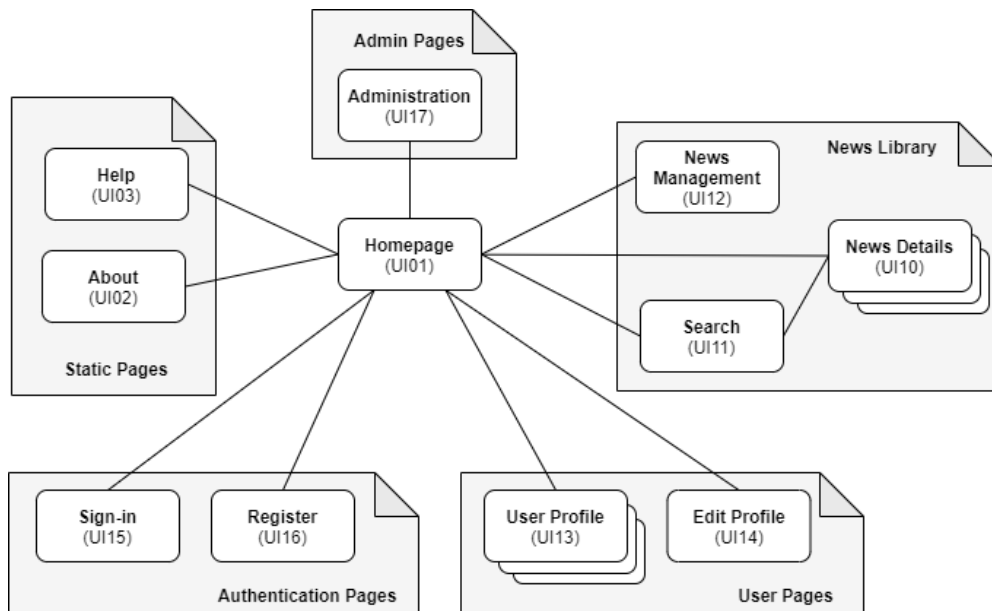 Admin Pages
Administration
(UI17)
Help
(UI03)
About
(UI02)
Static Pages
Homepage
(UI01)
News Library
News
Management
(UI12)
News Details
(UI10)
Search
(UI11)
Sign-in
(UI15)
Register
(UI16)
Authentication Pages
User Profile
(UI13)
Edit Profile
(UI14)
User Pages